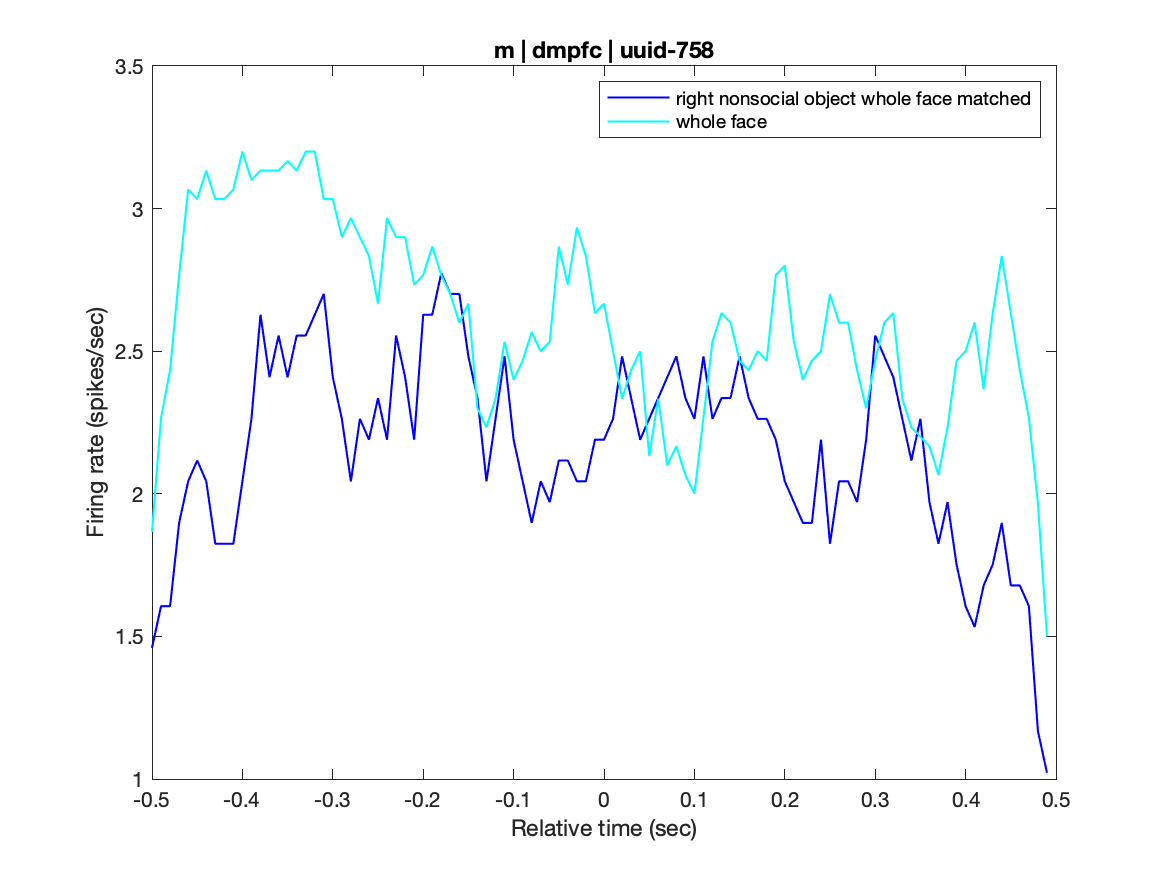 m | dmpfc | uuid-758
3.5
right nonsocial object whole face matched
whole face
3
2.5
2
1.5
1
Firing rate (spikes/sec)
-0.5 -0.4 -0.3 -0.2 -0.1 0 0.1 0.2 0.3 0.4 0.5
Relative time (sec)